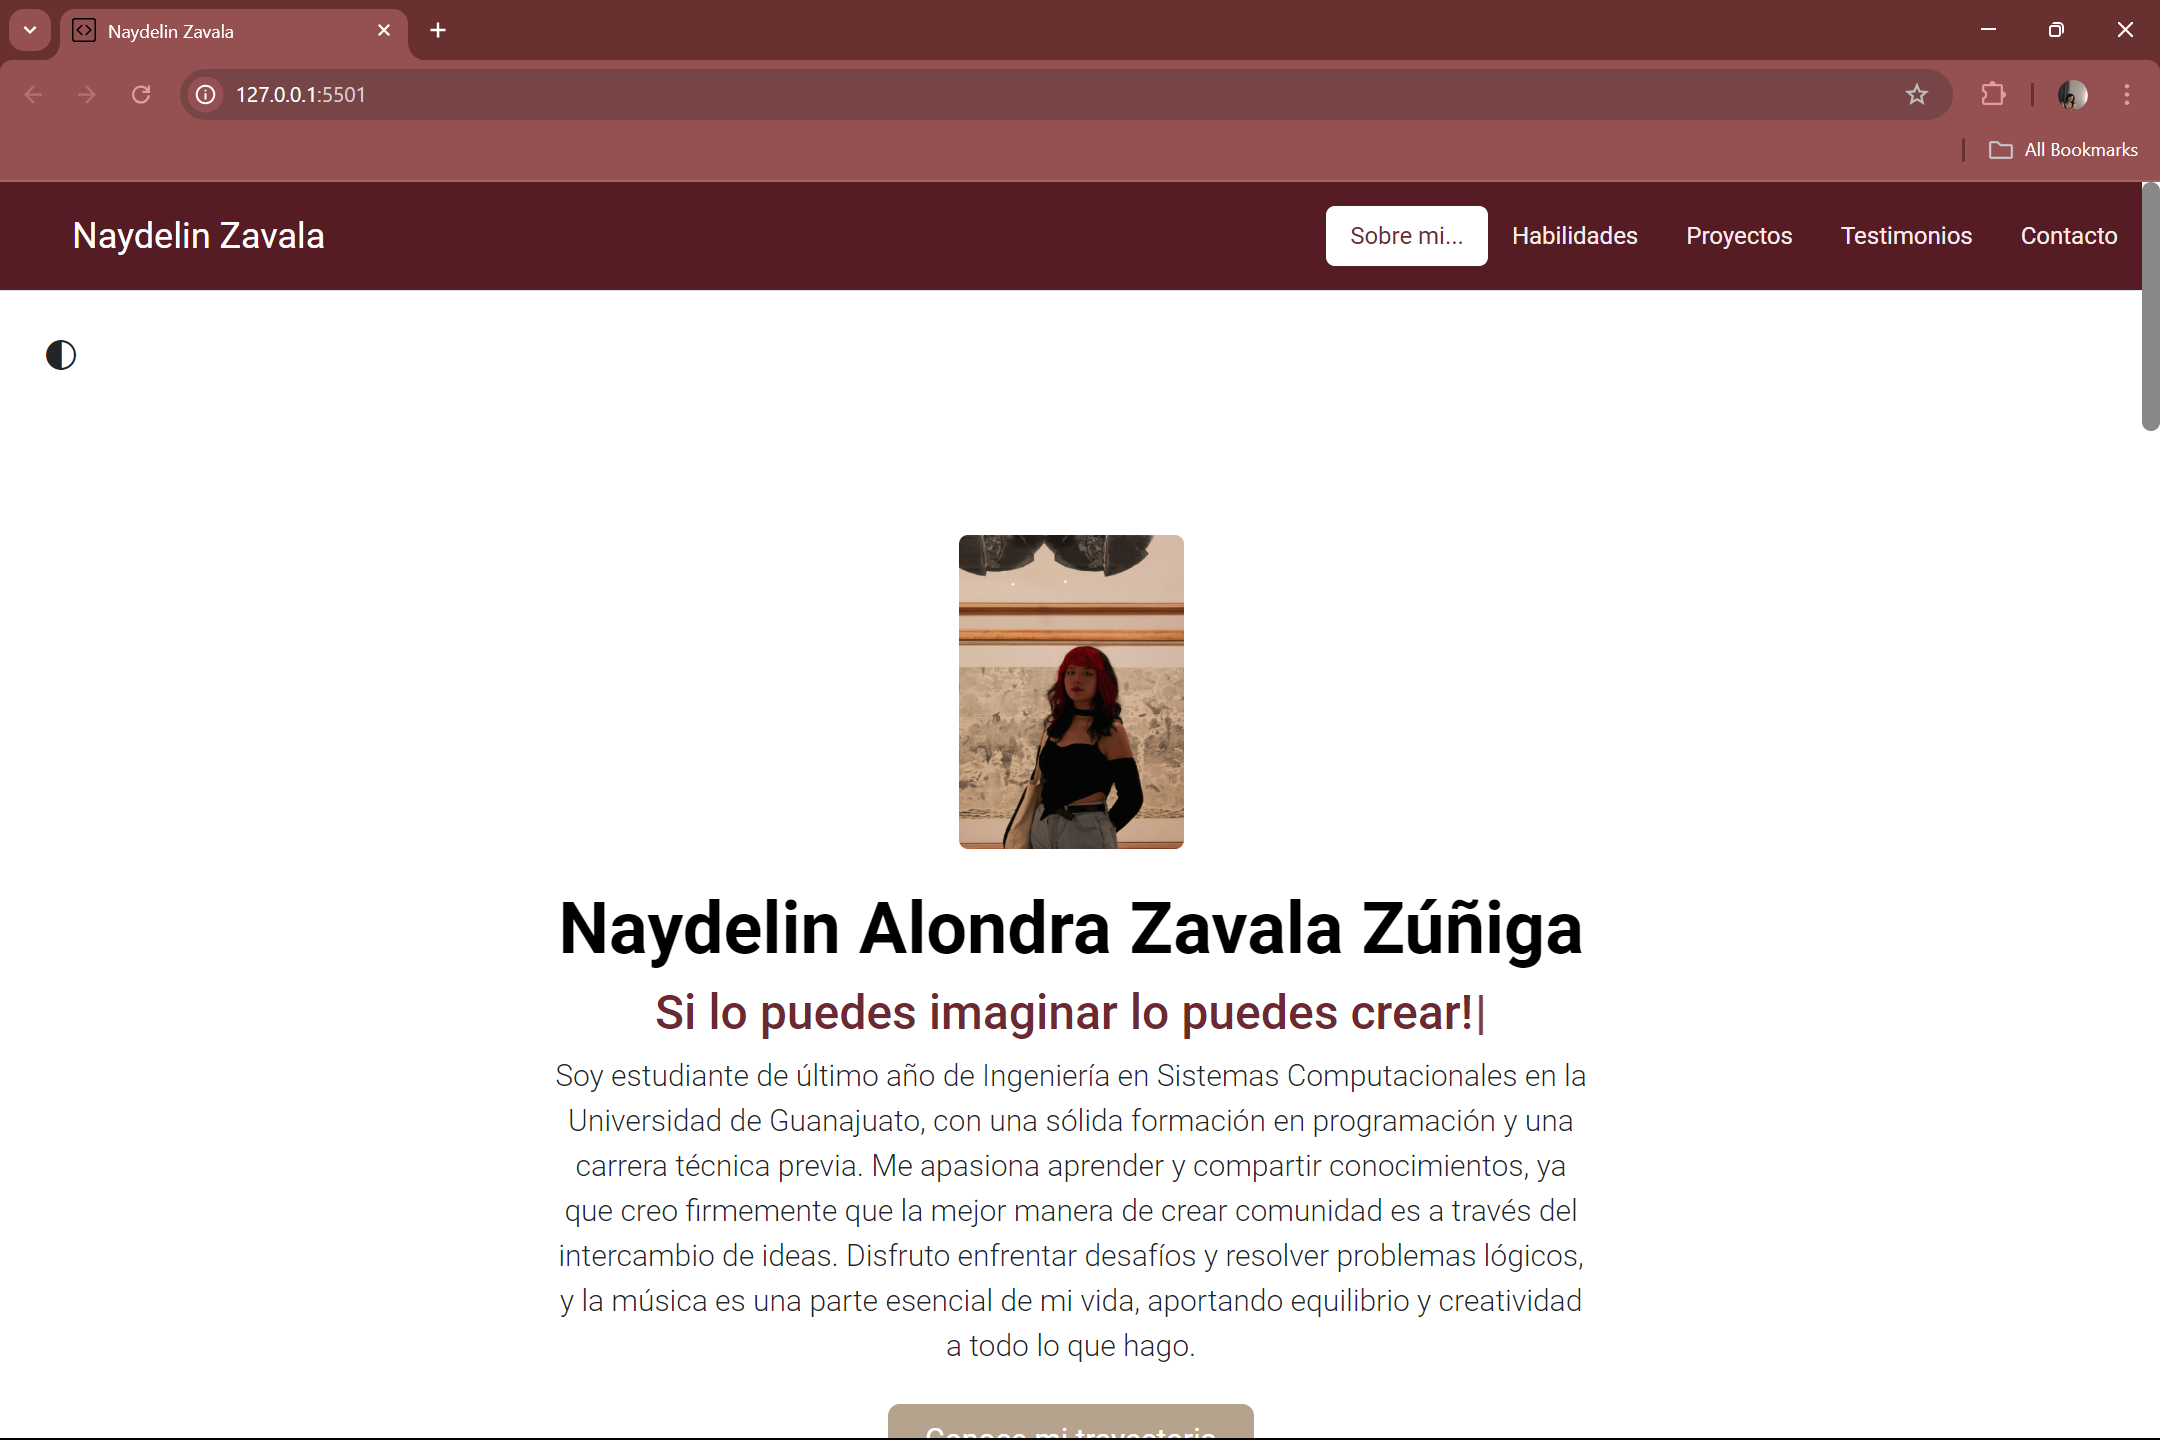 Naydelin Zavala
127.0.0.1:5501
All Bookmarks
Naydelin Zavala
Sobre mi...
Habilidades
Proyectos
Testimonios
Contacto
Naydelin Alondra Zavala Zúñiga
Si lo puedes imaginar lo puedes crear!|
Soy estudiante de último año de Ingeniería en Sistemas Computacionales en la
Universidad de Guanajuato, con una sólida formación en programación y una
carrera técnica previa. Me apasiona aprender y compartir conocimientos, ya
que creo firmemente que la mejor manera de crear comunidad es a través del
intercambio de ideas. Disfruto enfrentar desafíos y resolver problemas lógicos,
y la música es una parte esencial de mi vida, aportando equilibrio y creatividad
a todo lo que hago.
Conoce mi trayectoria